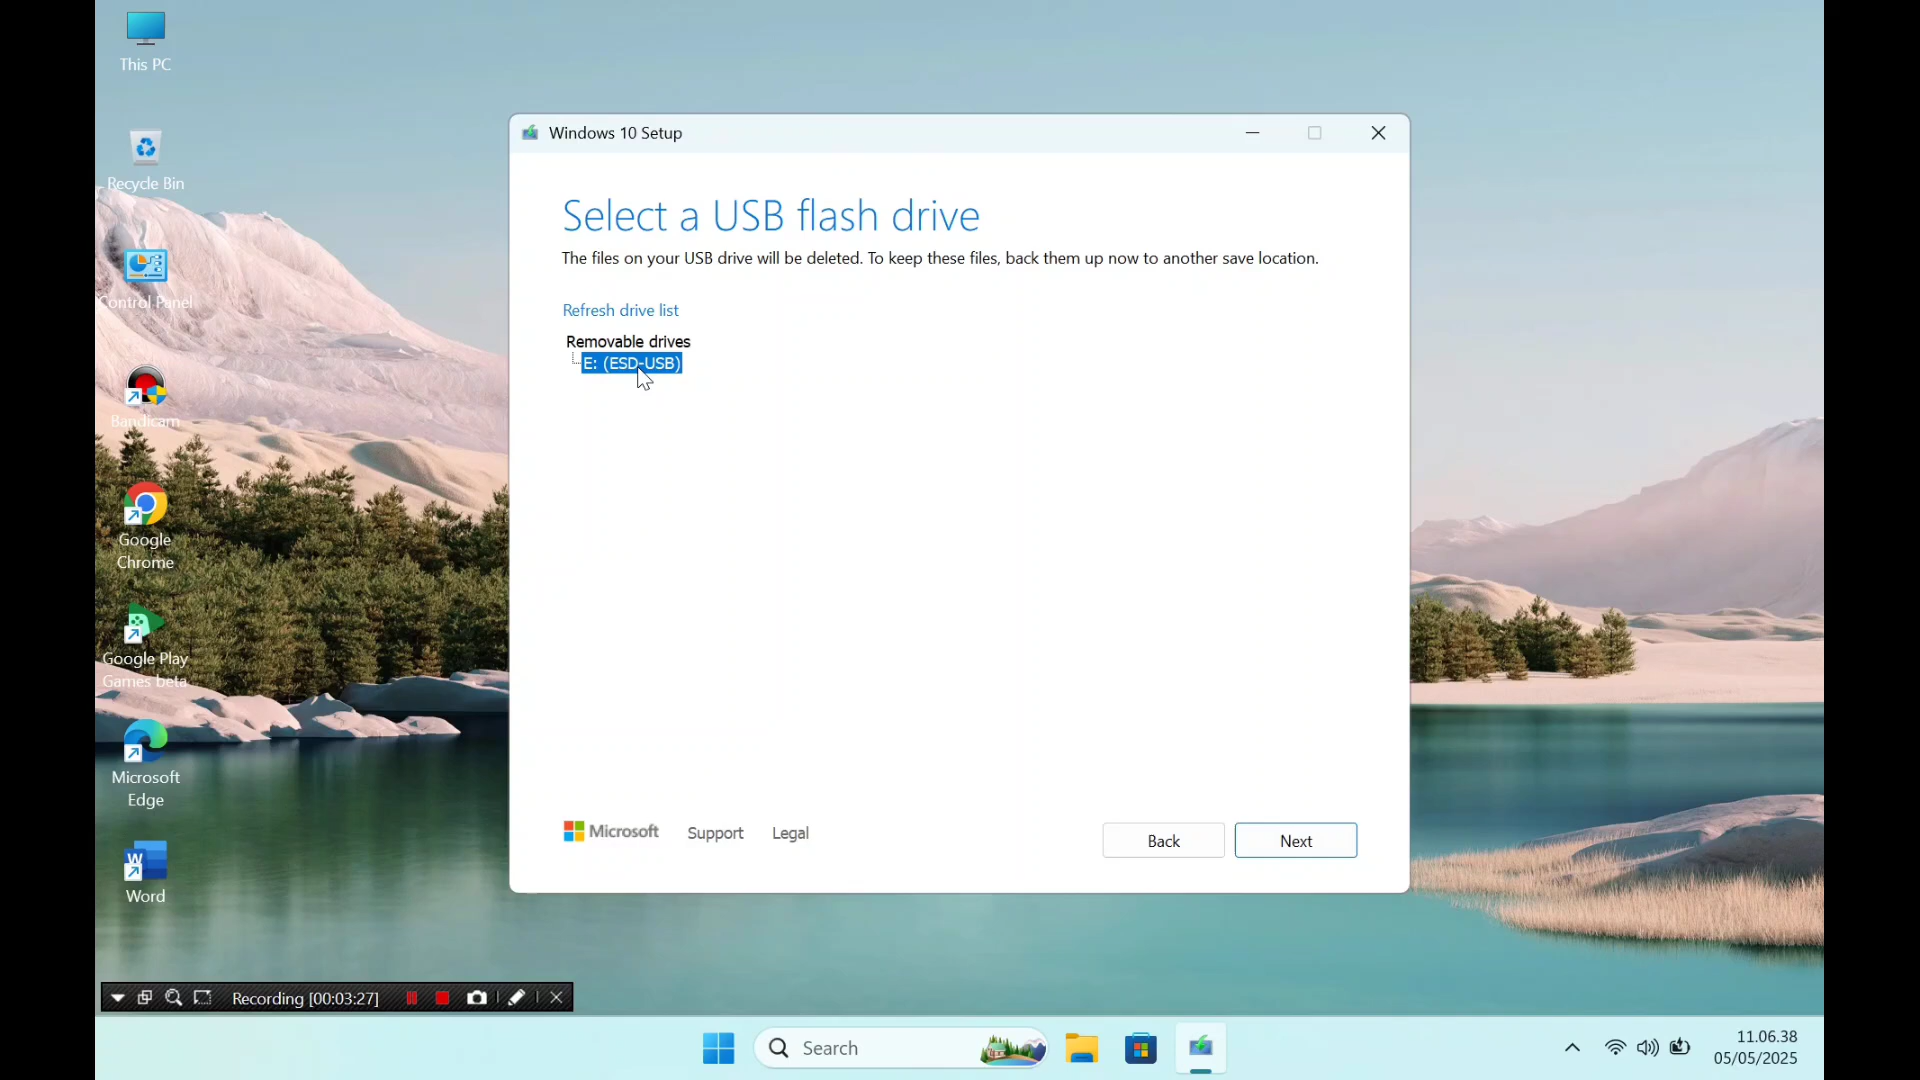 This PC
Recycle Bin
Control Panel
Bandicam
Google
Chrome
Google Play
Games beta
Microsoft
Edge
W
Word
Windows 10 Setup
Select a USB flash drive
The files on your USB drive will be deleted. To keep these files, back them up now to another save location.
Refresh drive list
Removable drives
E: (ESD-USB)
Microsoft
Support
Legal
Back
Next
Recording [00:03:27]
Search
11.06.38
05/05/2025